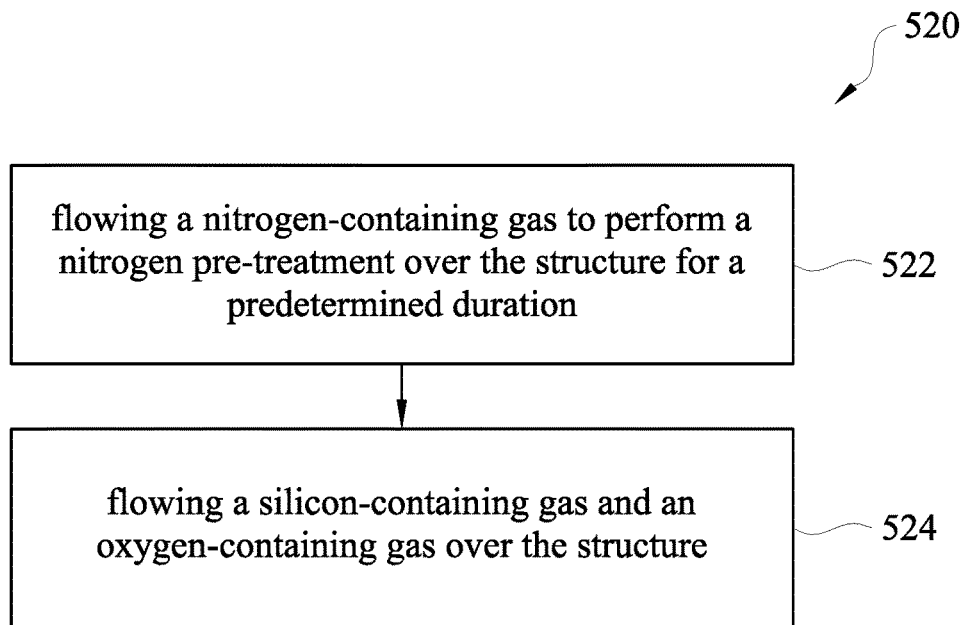 520
flowing a nitrogen-containing gas to perform a
nitrogen pre-treatment over the structure for a
predetermined duration
522
flowing a silicon-containing gas and an
oxygen-containing gas over the structure
524